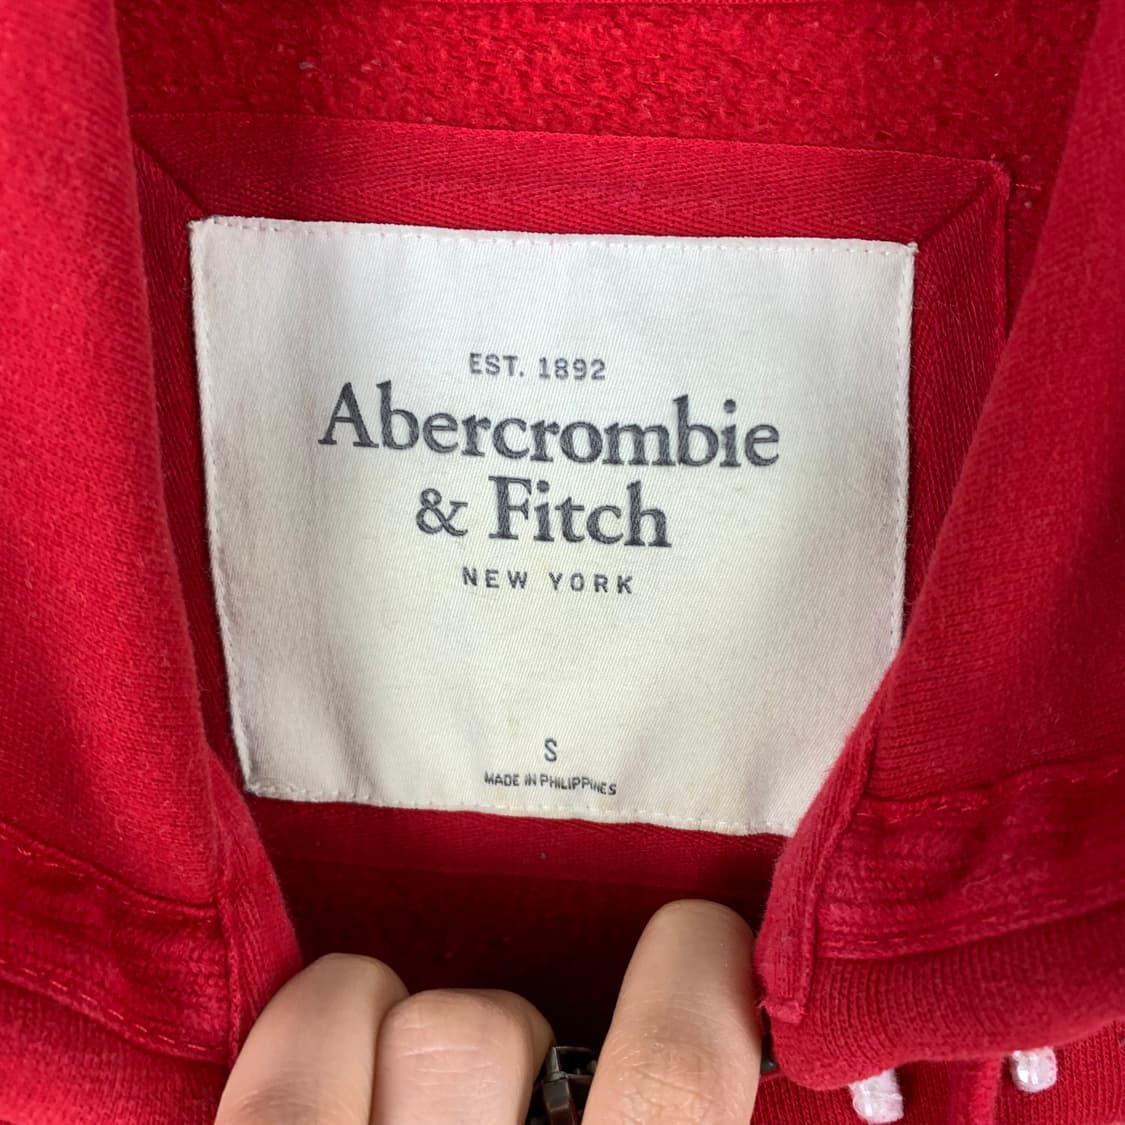 EST. 1892
Abercrombie
& Fitch
NEW YORK
S
MADE IN PHILIPPINES